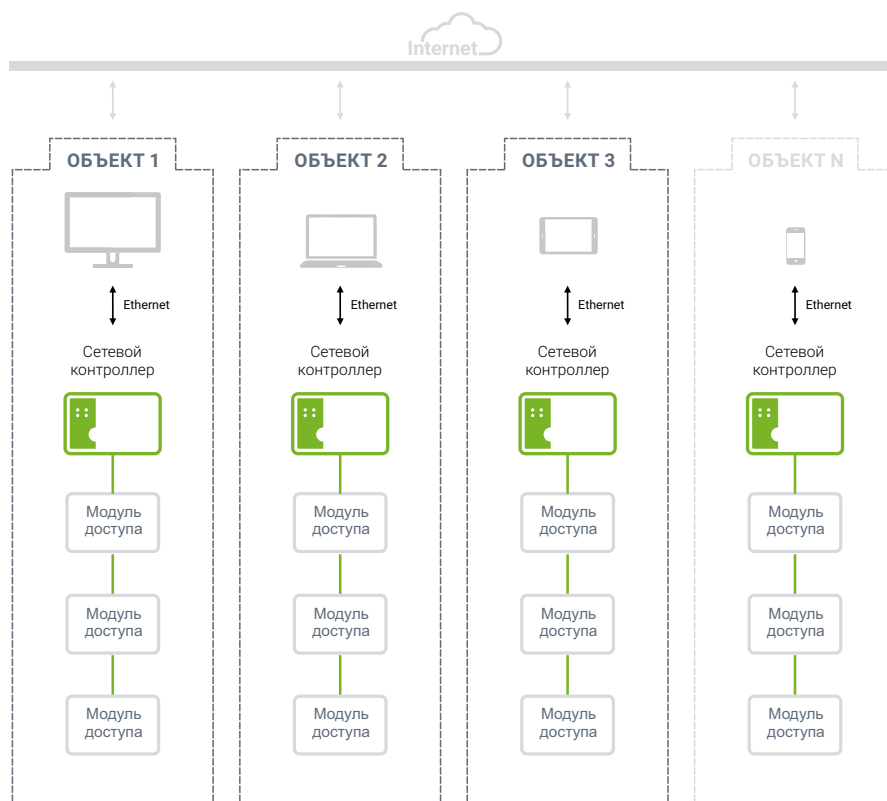 Internet
ОБЪЕКТ 1
ОБЪЕКТ 2
ОБЪЕКТ 3
ОБЪЕКТ N
Ethernet
Ethernet
Ethernet
Ethernet
Сетевой
контроллер
Сетевой
контроллер
Сетевой
контроллер
Сетевой
контроллер
Модуль
доступа
Модуль
доступа
Модуль
доступа
Модуль
доступа
Модуль
доступа
Модуль
доступа
Модуль
доступа
Модуль
доступа
Модуль
доступа
Модуль
доступа
Модуль
доступа
Модуль
доступа